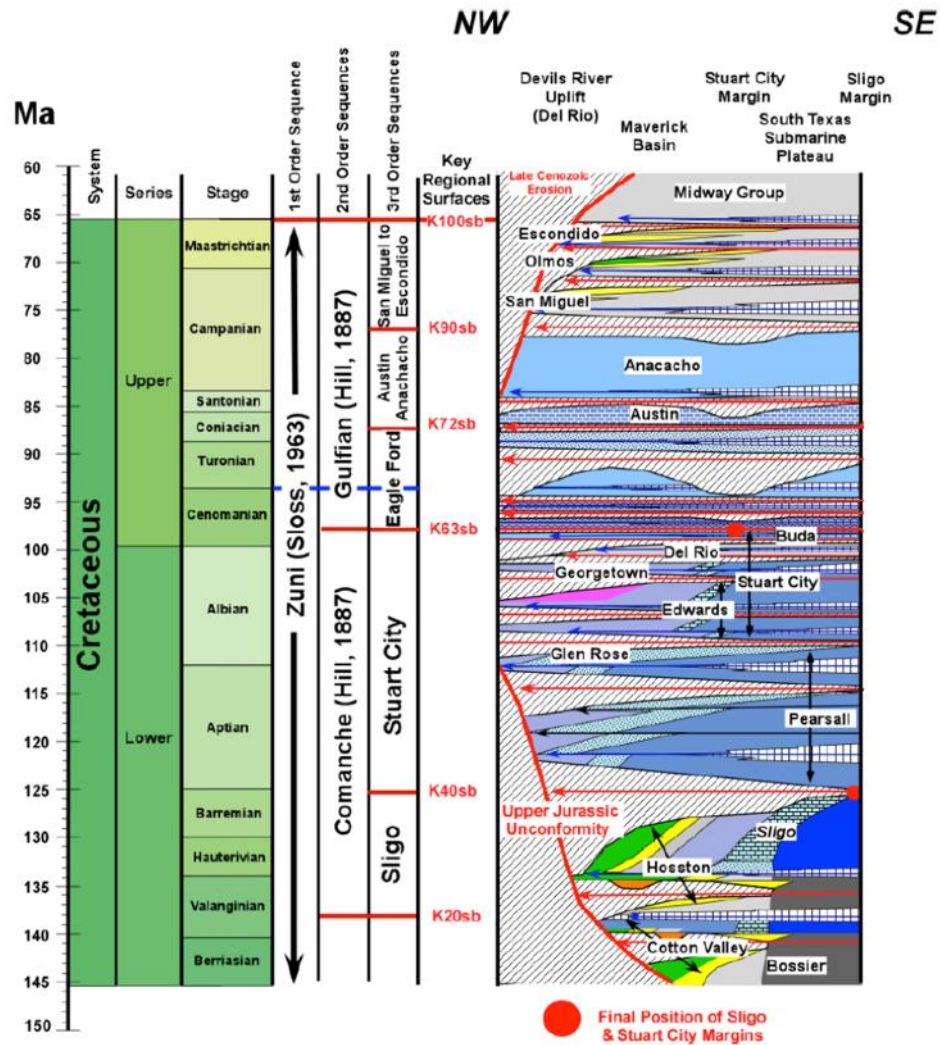 NW
SE
Ma
System
Series
Stage
1st Order Sequence
2nd Order Sequences
3rd Order Sequences
Key
Regional
Surfaces
Devils River
Uplift
(Del Rio)
Maverick
Basin
Stuart City
Margin
South Texas
Submarine
Plateau
Sligo
Margin
60
65
70
75
80
85
90
95
100
105
110
115
120
125
130
135
140
145
150
Cretaceous
Upper
Lower
Maastrichtian
Campanian
Santonian
Coniacian
Turonian
Cenomanian
Albian
Aptian
Barremian
Hauterivian
Valanginian
Berriasian
Zuni (Sloss, 1963)
Gulfian (Hill, 1887)
Comanche (Hill, 1887)
San Miguel to
Escondido
Austin
Anachacho
Eagle Ford
Stuart City
Sligo
K100sb
K90sb
K72sb
K63sb
K40sb
K20sb
Late Cenozoic
Erosion
Midway Group
Escondido
Olmos
San Miguel
Anacacho
Austin
Buda
Del Rio
Georgetown
Stuart City
Edwards
Glen Rose
Pearsall
Upper Jurassic
Unconformity
Sligo
Hosston
Cotton Valley
Bossier
Final Position of Sligo
& Stuart City Margins